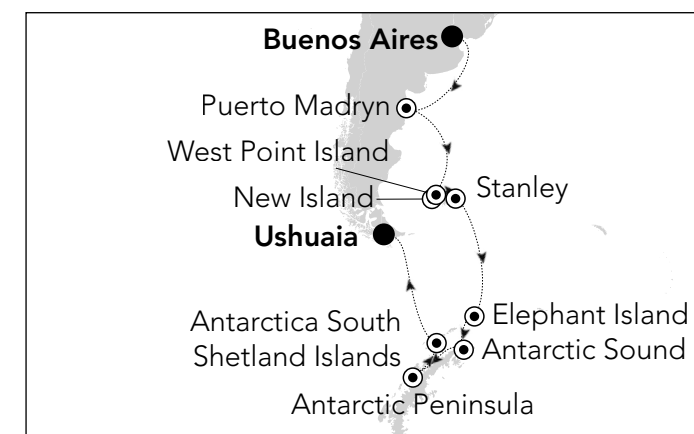 Buenos Aires
Puerto Madryn
West Point Island
New Island
Stanley
Ushuaia
Elephant Island
Antarctica South
Shetland Islands
Antarctic Sound
Antarctic Peninsula